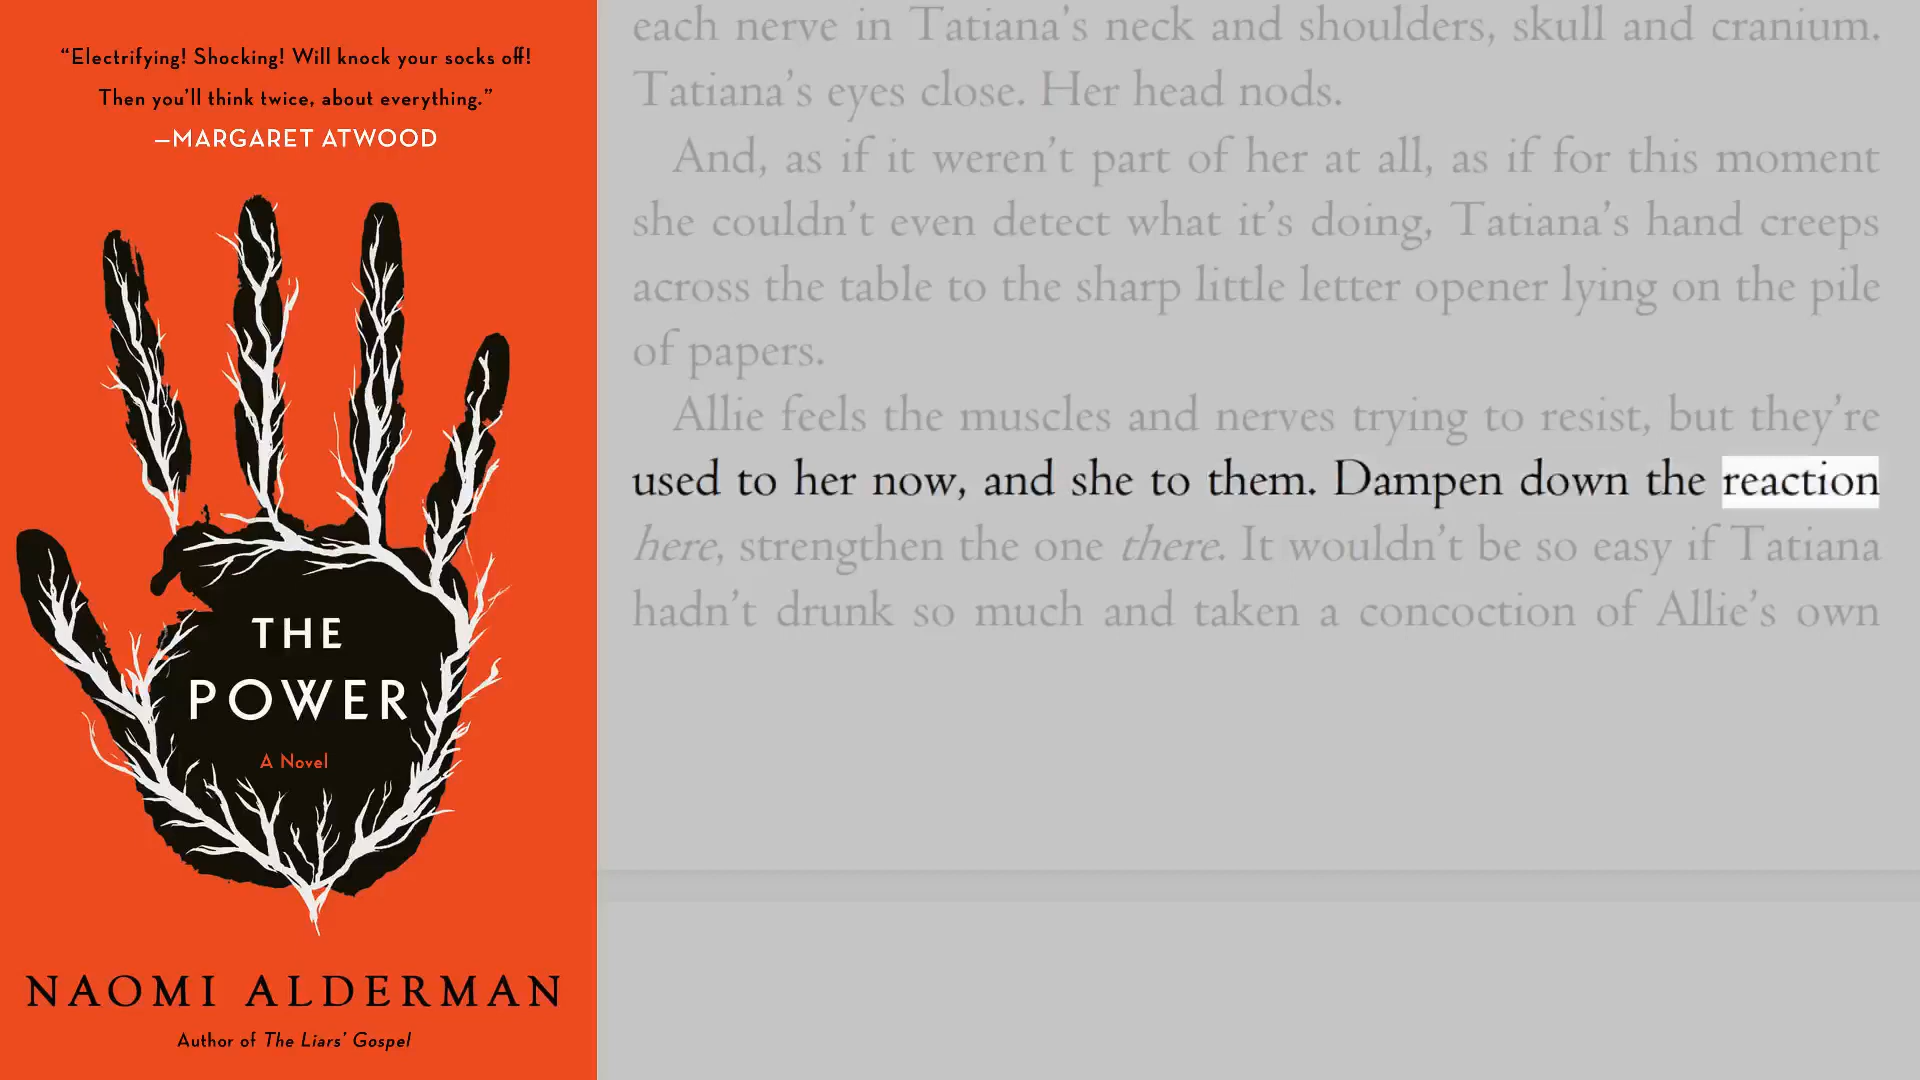 “Electrifying! Shocking! Will knock your socks off!
Then you’ll think twice, about everything.”
—MARGARET ATWOOD
THE
POWER
A Novel
NAOMI ALDERMAN
Author of The Liars’ Gospel
each nerve in Tatiana’s neck and shoulders, skull and cranium.
Tatiana’s eyes close. Her head nods.
And, as if it weren’t part of her at all, as if for this moment
she couldn’t even detect what it’s doing, Tatiana’s hand creeps
across the table to the sharp little letter opener lying on the pile
of papers.
Allie feels the muscles and nerves trying to resist, but they’re
used to her now, and she to them. Dampen down the reaction
here, strengthen the one there. It wouldn’t be so easy if Tatiana
hadn’t drunk so much and taken a concoction of Allie’s own